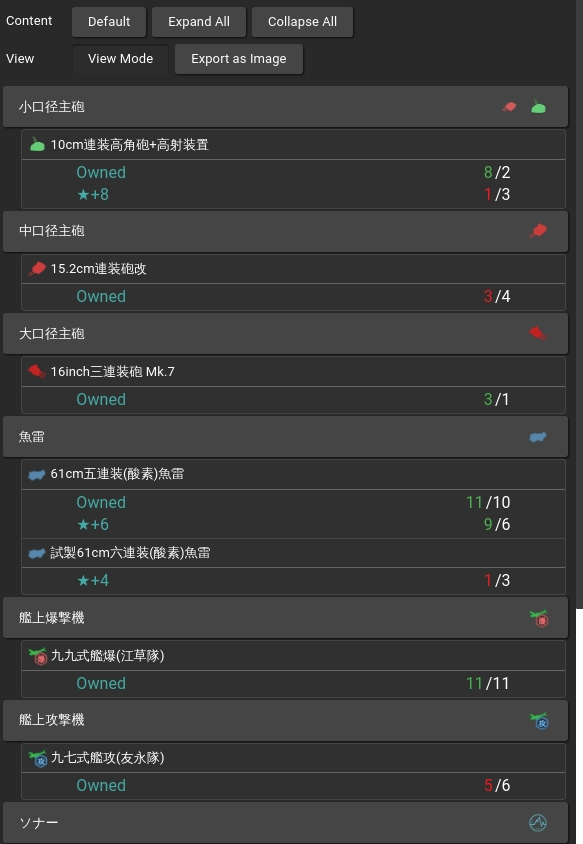 Content Default Expand All Collapse All
View View Mode Export as Image
小口径主砲
10cm連装高角砲+高射装置
Owned 8/2
★+8 1/3
中口径主砲
15.2cm連装砲改
Owned 3/4
大口径主砲
16inch三連装砲 Mk.7
Owned 3/1
魚雷
61cm五連装(酸素)魚雷
Owned 11/10
★+6 9/6
試製61cm六連装(酸素)魚雷
★+4 1/3
艦上爆撃機
九九式艦爆(江草隊)
Owned 11/11
艦上攻撃機
九七式艦攻(友永隊)
Owned 5/6
ソナー